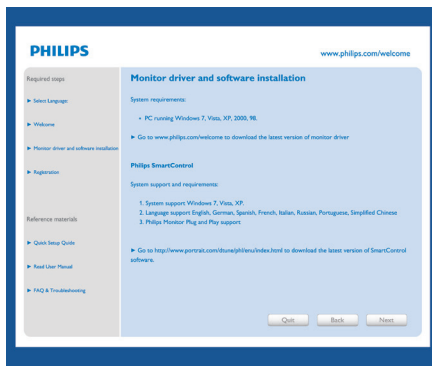 PHILIPS
www.philips.com/welcome
Required steps
► Select Language
► Welcome
► Monitor driver and software installation
► Registration
Reference materials
► Quick Setup Guide
► Read User Manual
► FAQ & Troubleshooting
Monitor driver and software installation
System requirements:
• PC running Windows 7, Vista, XP, 2000, 98.
► Go to www.philips.com/welcome to download the latest version of monitor driver
Philips SmartControl
System support and requirements:
1. System support Windows 7, Vista, XP.
2. Language support English, German, Spanish, French, Italian, Russian, Portuguese, Simplified Chinese
3. Philips Monitor Plug and Play support
► Go to http://www.portrait.com/dtune/phl/enu/index.html to download the latest version of SmartControl
software.
Quit
Back
Next